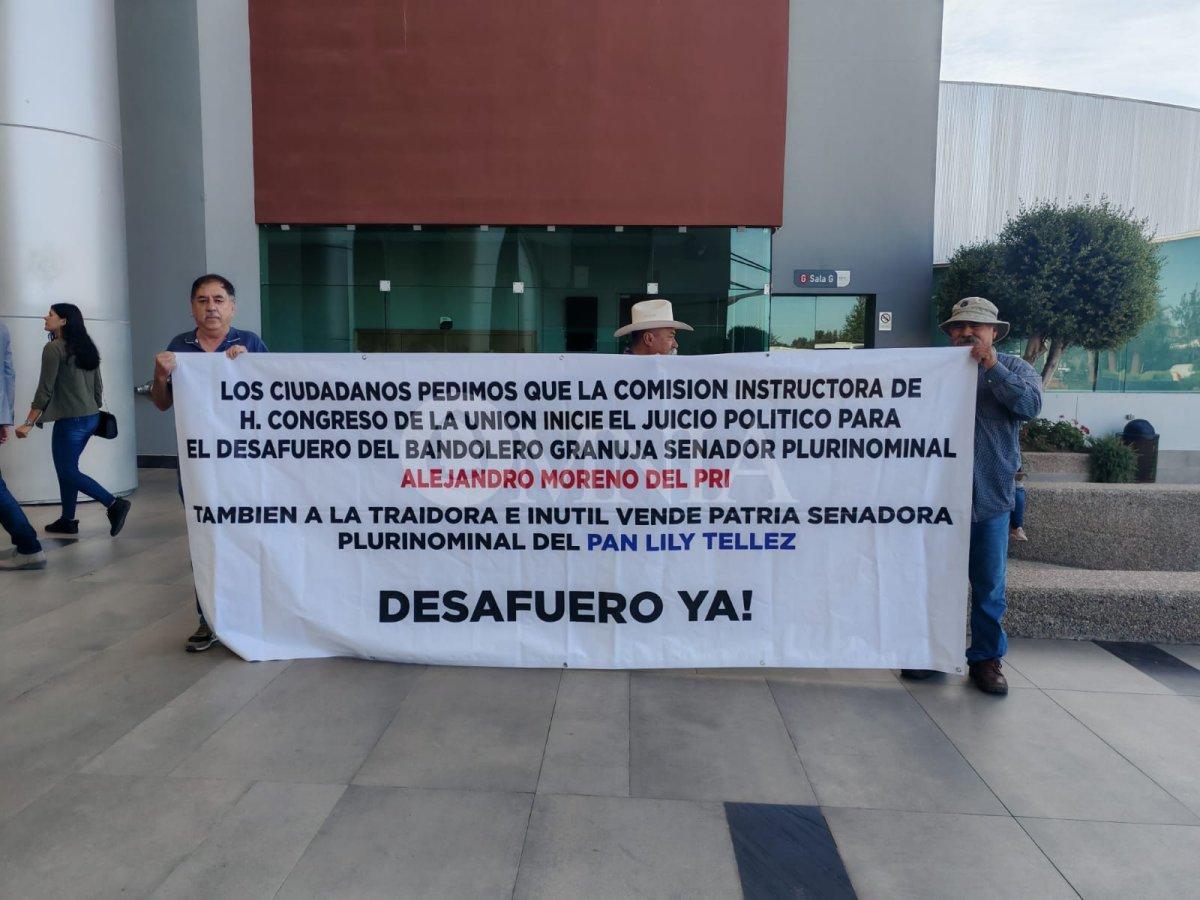 G Sala G
LOS CIUDADANOS PEDIMOS QUE LA COMISION INSTRUCTORA DE
H. CONGRESO DE LA UNION INICIE EL JUICIO POLITICO PARA
EL DESAFUERO DEL BANDOLERO GRANUJA SENADOR PLURINOMINAL
ALEJANDRO MORENO DEL PRI
OMNIA
TAMBIEN A LA TRAIDORA E INUTIL VENDE PATRIA SENADORA
PLURINOMINAL DEL PAN LILY TELLEZ
DESAFUERO YA!